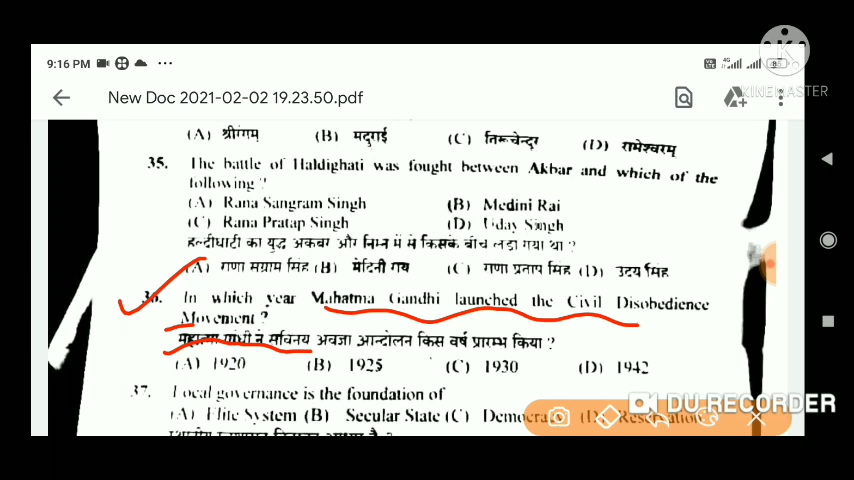 9:16 PM
KINEMASTER
New Doc 2021-02-02 19.23.50.pdf
(A) श्रीरंगम् (B) मदुराई (C) तिरूचेन्दूर (D) रामेश्वरम्
35. The battle of Haldighati was fought between Akbar and which of the
following ?
(A) Rana Sangram Singh (B) Medini Rai
(C) Rana Pratap Singh (D) Uday Singh
हल्दीघाटी का युद्ध अकबर और निम्न में से किसके बीच लड़ा गया था ?
(A) राणा सग्राम सिंह (B) मेदिनी राय (C) राणा प्रताप सिंह (D) उदय सिंह
36. In which year Mahatma Gandhi launched the Civil Disobedience
Movement ?
महात्मा गांधी ने सविनय अवज्ञा आन्दोलन किस वर्ष प्रारम्भ किया ?
(A) 1920 (B) 1925 (C) 1930 (D) 1942
37. Local governance is the foundation of
(A) Elite System (B) Secular State (C) Democracy (D) Reservation
DU RECORDER